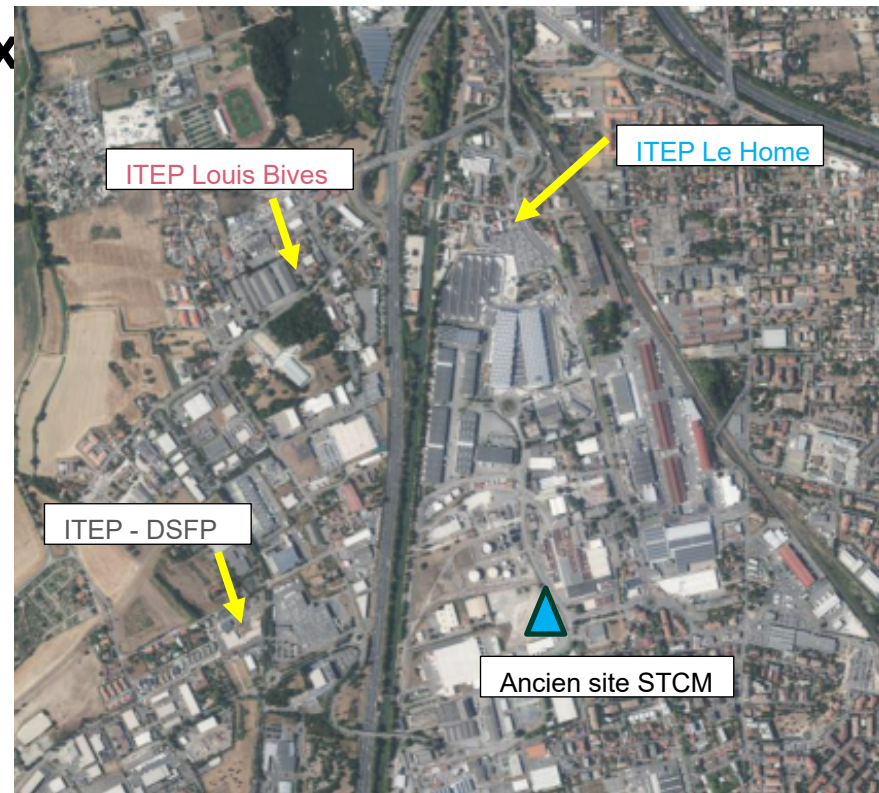 x
ITEP Le Home
ITEP Louis Bives
ITEP - DSFP
Ancien site STCM